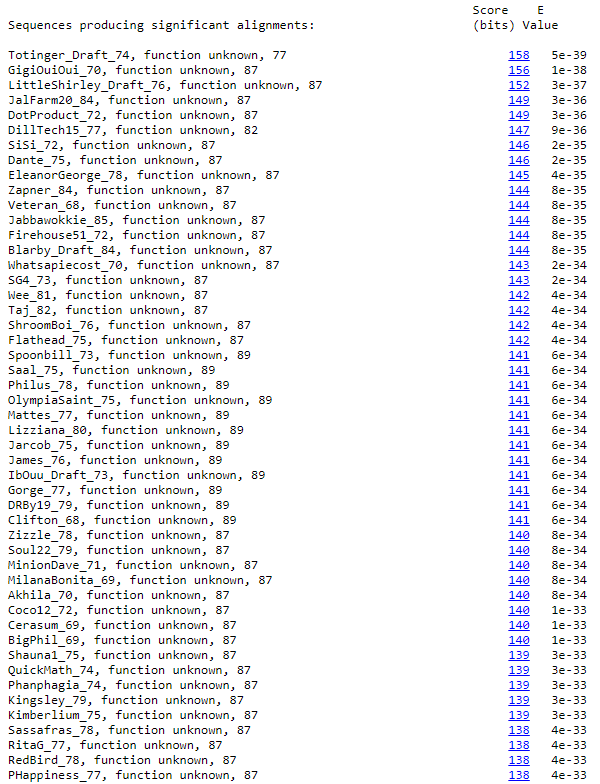 Score E
Sequences producing significant alignments: (bits) Value
Totinger_Draft_74, function unknown, 77 158 5e-39
GigiOuiOui_70, function unknown, 87 156 1e-38
LittleShirley_Draft_76, function unknown, 87 152 3e-37
JalFarm20_84, function unknown, 87 149 3e-36
DotProduct_72, function unknown, 87 149 3e-36
DillTech15_77, function unknown, 82 147 9e-36
SiSi_72, function unknown, 87 146 2e-35
Dante_75, function unknown, 87 146 2e-35
EleanorGeorge_78, function unknown, 87 145 4e-35
Zapner_84, function unknown, 87 144 8e-35
Veteran_68, function unknown, 87 144 8e-35
Jabbawokkie_85, function unknown, 87 144 8e-35
Firehouse51_72, function unknown, 87 144 8e-35
Blarby_Draft_84, function unknown, 87 144 8e-35
Whatsapiecost_70, function unknown, 87 143 2e-34
SG4_73, function unknown, 87 143 2e-34
Wee_81, function unknown, 87 142 4e-34
Taj_82, function unknown, 87 142 4e-34
ShroomBoi_76, function unknown, 87 142 4e-34
Flathead_75, function unknown, 87 142 4e-34
Spoonbill_73, function unknown, 89 141 6e-34
Saal_75, function unknown, 89 141 6e-34
Philus_78, function unknown, 89 141 6e-34
OlympiaSaint_75, function unknown, 89 141 6e-34
Mattes_77, function unknown, 89 141 6e-34
Lizziana_80, function unknown, 89 141 6e-34
Jarcob_75, function unknown, 89 141 6e-34
James_76, function unknown, 89 141 6e-34
IbOuu_Draft_73, function unknown, 89 141 6e-34
Gorge_77, function unknown, 89 141 6e-34
DRBy19_79, function unknown, 89 141 6e-34
Clifton_68, function unknown, 89 141 6e-34
Zizzle_78, function unknown, 87 140 8e-34
Soul22_79, function unknown, 87 140 8e-34
MinionDave_71, function unknown, 87 140 8e-34
MilanaBonita_69, function unknown, 87 140 8e-34
Akhila_70, function unknown, 87 140 8e-34
Coco12_72, function unknown, 87 140 1e-33
Cerasum_69, function unknown, 87 140 1e-33
BigPhil_69, function unknown, 87 140 1e-33
Shauna1_75, function unknown, 87 139 3e-33
QuickMath_74, function unknown, 87 139 3e-33
Phanphagia_74, function unknown, 87 139 3e-33
Kingsley_79, function unknown, 87 139 3e-33
Kimberlium_75, function unknown, 87 139 3e-33
Sassafras_78, function unknown, 87 138 4e-33
RitaG_77, function unknown, 87 138 4e-33
RedBird_78, function unknown, 87 138 4e-33
PHappiness_77, function unknown, 87 138 4e-33